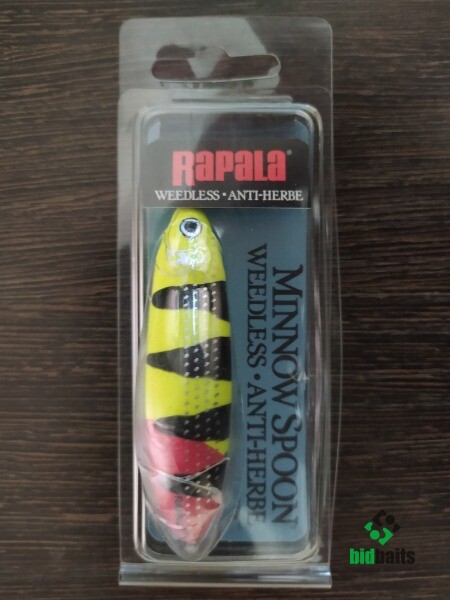 Rapala®
WEEDLESS • ANTI-HERBE
MINNOW SPOON
WEEDLESS • ANTI-HERBE
bidbaits